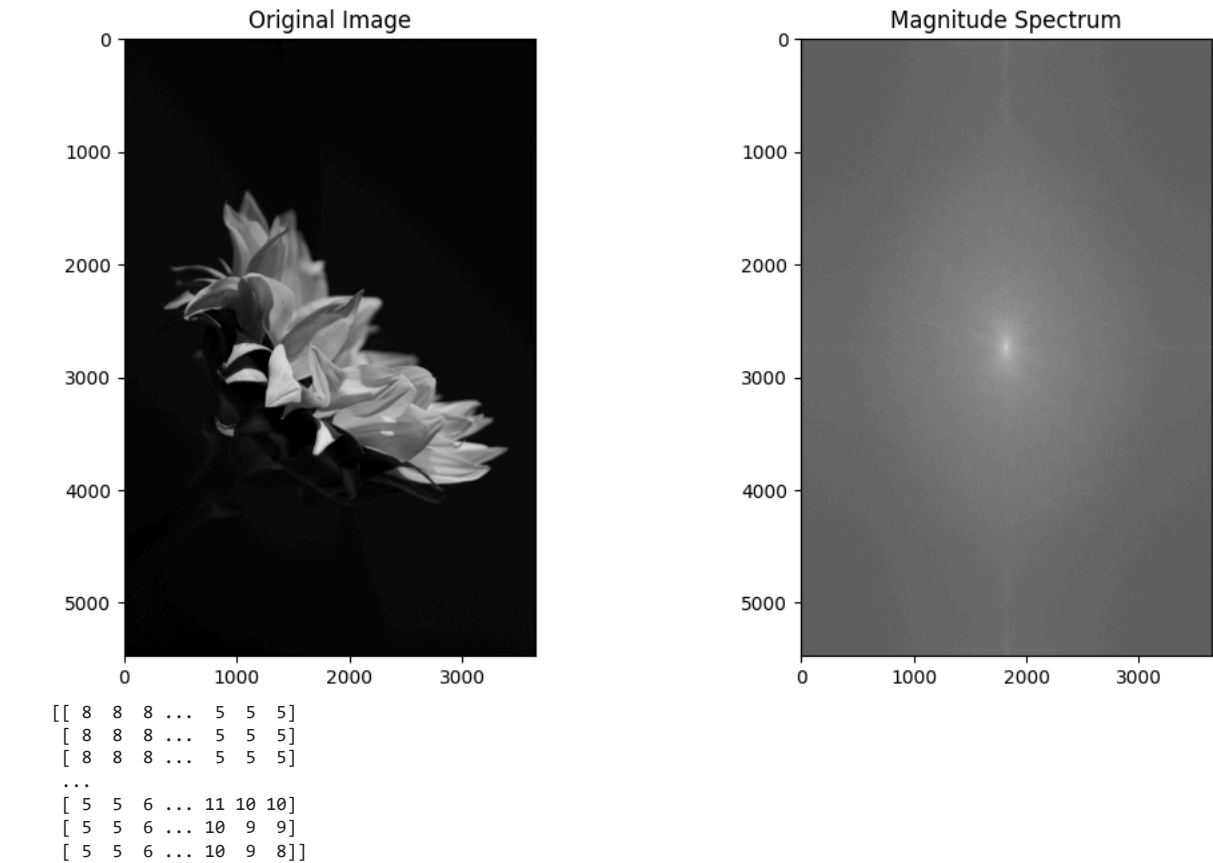 Original Image
Magnitude Spectrum
0
1000
2000
3000
4000
5000
0 1000 2000 3000
0
1000
2000
3000
4000
5000
0 1000 2000 3000
[[ 8 8 8 ... 5 5 5]
[ 8 8 8 ... 5 5 5]
[ 8 8 8 ... 5 5 5]
...
[ 5 5 6 ... 11 10 10]
[ 5 5 6 ... 10 9 9]
[ 5 5 6 ... 10 9 8]]